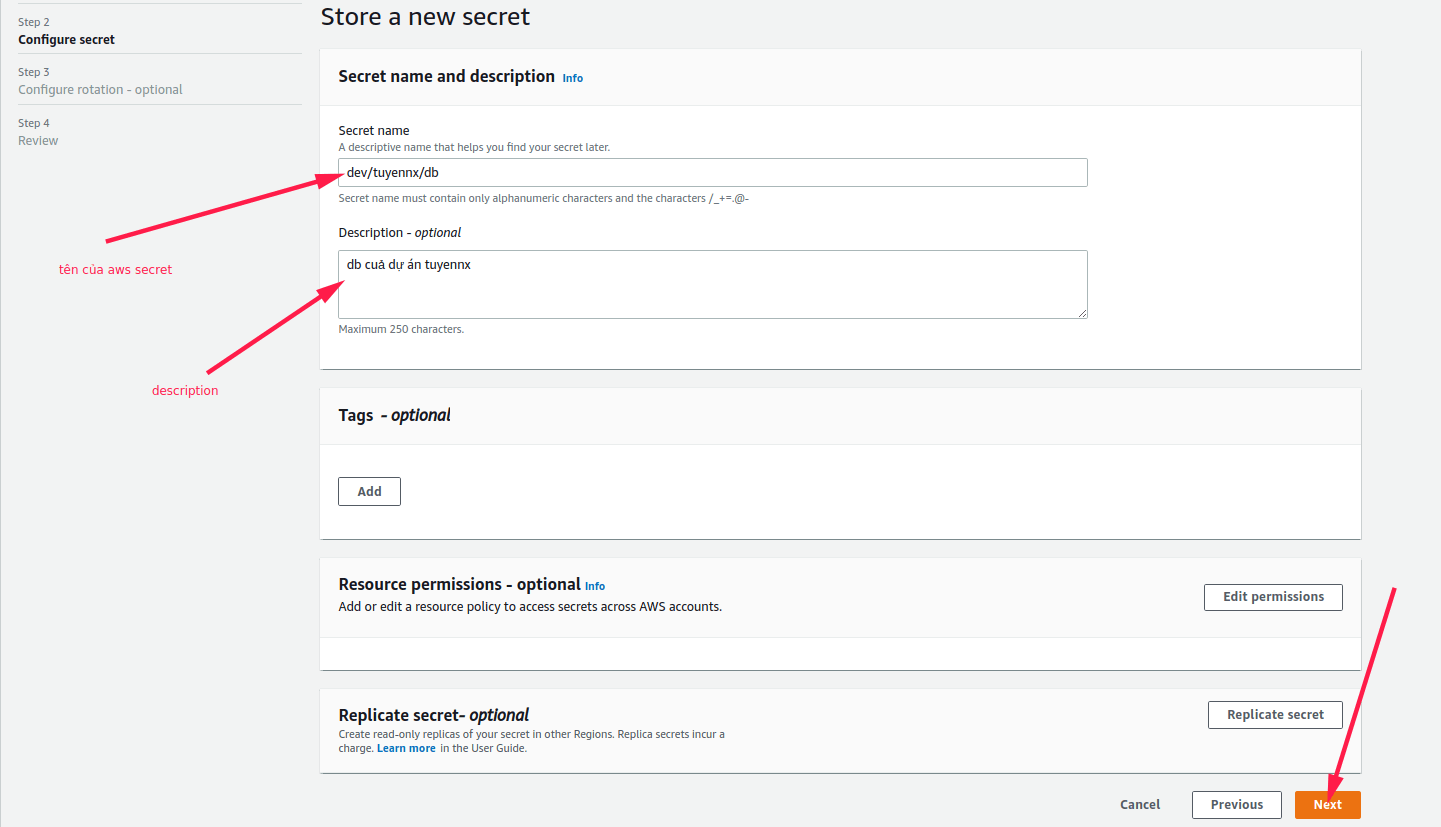 Store a new secret
Step 2
Configure secret
Step 3
Configure rotation - optional
Step 4
Review
Secret name and description Info
Secret name
A descriptive name that helps you find your secret later.
dev/tuyennx/db
Secret name must contain only alphanumeric characters and the characters /_+=.@-
Description - optional
db cuả dự án tuyennx
Maximum 250 characters.
tên của aws secret
description
Tags - optional
Add
Resource permissions - optional Info
Add or edit a resource policy to access secrets across AWS accounts.
Edit permissions
Replicate secret- optional
Create read-only replicas of your secret in other Regions. Replica secrets incur a
charge. Learn more in the User Guide.
Replicate secret
Cancel
Previous
Next